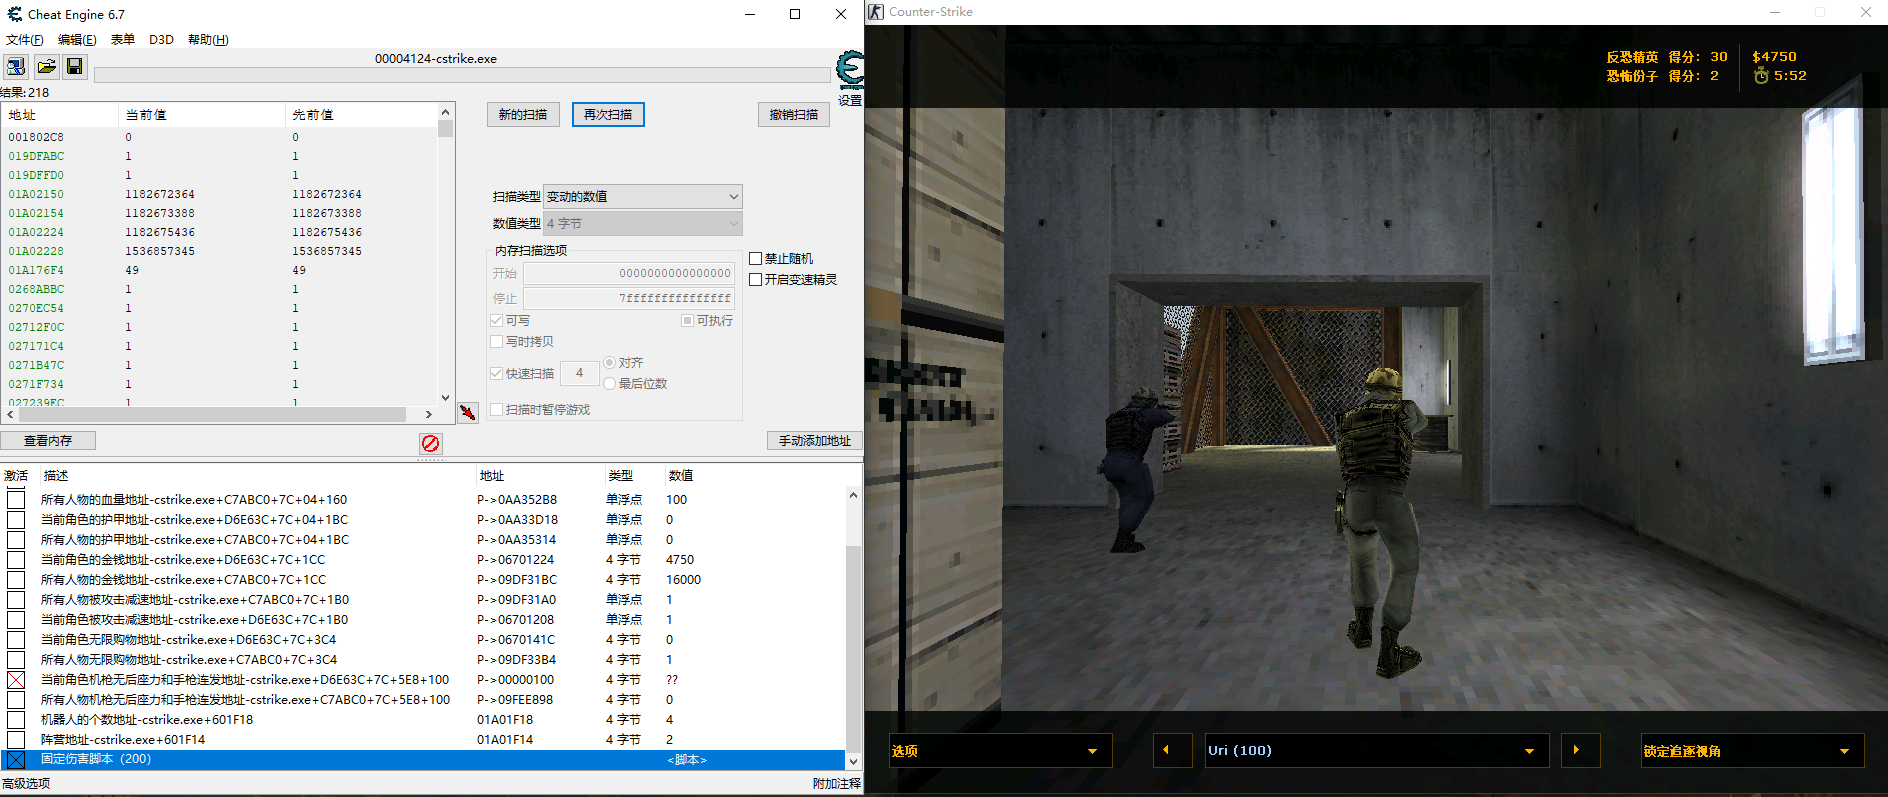 Cheat Engine 6.7
文件(F) 编辑(E) 表单 D3D 帮助(H)
00004124-cstrike.exe
设置
结果: 218
地址 当前值 先前值
001802C8 0 0
019DFABC 1 1
019DFFD0 1 1
01A02150 1182672364 1182672364
01A02154 1182673388 1182673388
01A02224 1182675436 1182675436
01A02228 1536857345 1536857345
01A176F4 49 49
0268ABBC 1 1
0270EC54 1 1
02712F0C 1 1
027171C4 1 1
0271B47C 1 1
0271F734 1 1
027239EC 1 1
新的扫描 再次扫描 撤销扫描
扫描类型 变动的数值
数值类型 4 字节
内存扫描选项
开始 0000000000000000
停止 7fffffffffffffff
可写 可执行
写时拷贝
快速扫描 4 对齐
最后位数
扫描时暂停游戏
禁止随机
开启变速精灵
查看内存 手动添加地址
激活 描述 地址 类型 数值
所有人物的血量地址-cstrike.exe+C7ABC0+7C+04+160 P->0AA352B8 单浮点 100
当前角色的护甲地址-cstrike.exe+D6E63C+7C+04+1BC P->0AA33D18 单浮点 0
所有人物的护甲地址-cstrike.exe+C7ABC0+7C+04+1BC P->0AA35314 单浮点 0
当前角色的金钱地址-cstrike.exe+D6E63C+7C+1CC P->06701224 4 字节 4750
所有人物的金钱地址-cstrike.exe+C7ABC0+7C+1CC P->09DF31BC 4 字节 16000
所有人物被攻击减速地址-cstrike.exe+C7ABC0+7C+1B0 P->09DF31A0 单浮点 1
当前角色被攻击减速地址-cstrike.exe+D6E63C+7C+1B0 P->06701208 单浮点 1
当前角色无限购物地址-cstrike.exe+D6E63C+7C+3C4 P->0670141C 4 字节 0
所有人物无限购物地址-cstrike.exe+C7ABC0+7C+3C4 P->09DF33B4 4 字节 1
当前角色机枪无后座力和手枪连发地址-cstrike.exe+D6E63C+7C+5E8+100 P->00000100 4 字节 ??
所有人物机枪无后座力和手枪连发地址-cstrike.exe+C7ABC0+7C+5E8+100 P->09FEE898 4 字节 0
机器人的个数地址-cstrike.exe+601F18 01A01F18 4 字节 4
阵营地址-cstrike.exe+601F14 01A01F14 4 字节 2
固定伤害脚本（200） <脚本>
高级选项 附加注释
Counter-Strike
反恐精英 得分: 30 $4750
恐怖份子 得分: 2 5:52
选项 Uri (100) 锁定追逐视角